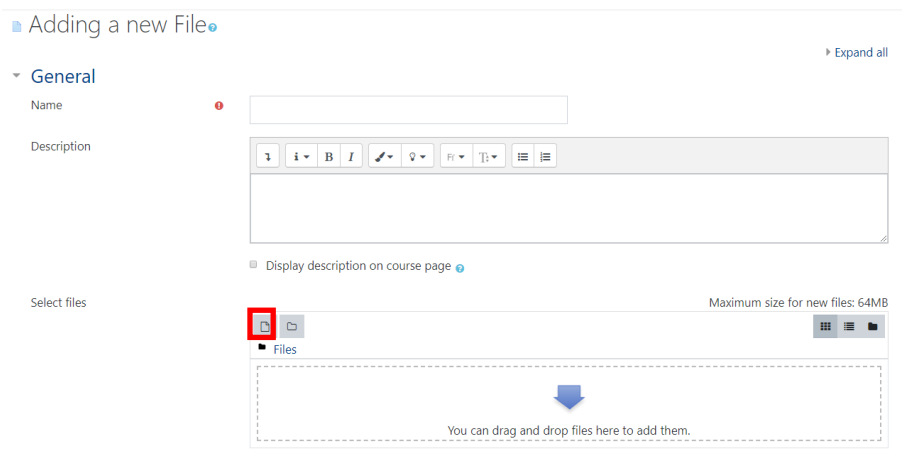 Adding a new File
Expand all
General
Name
Description
B I
Display description on course page
Select files
Maximum size for new files: 64MB
Files
You can drag and drop files here to add them.